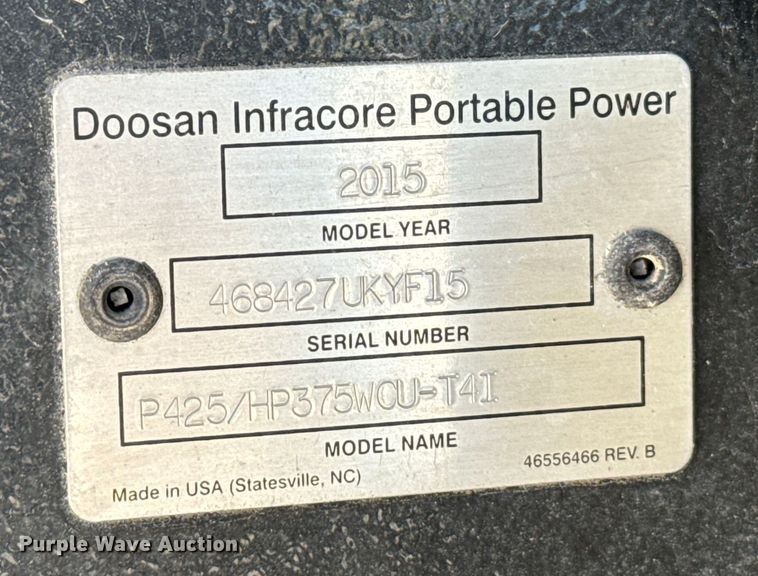 Doosan Infracore Portable Power
2015
MODEL YEAR
468427UKYF15
SERIAL NUMBER
P425/HP375WCU-T4I
MODEL NAME
46556466 REV. B
Made in USA (Statesville, NC)
Purple Wave Auction